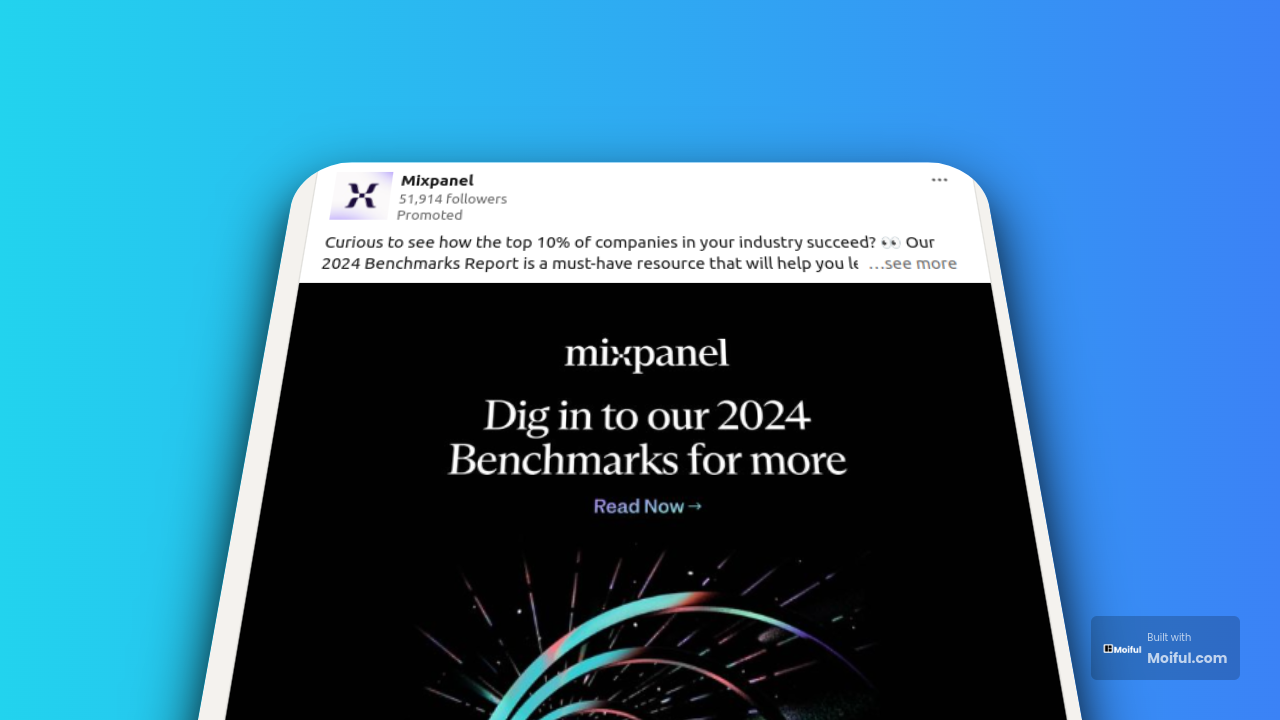 Mixpanel
51,914 followers
Promoted
Curious to see how the top 10% of companies in your industry succeed? 👀 Our
2024 Benchmarks Report is a must-have resource that will help you le ...see more
mixpanel
Dig in to our 2024
Benchmarks for more
Read Now →
Built with
Moiful
Moiful.com